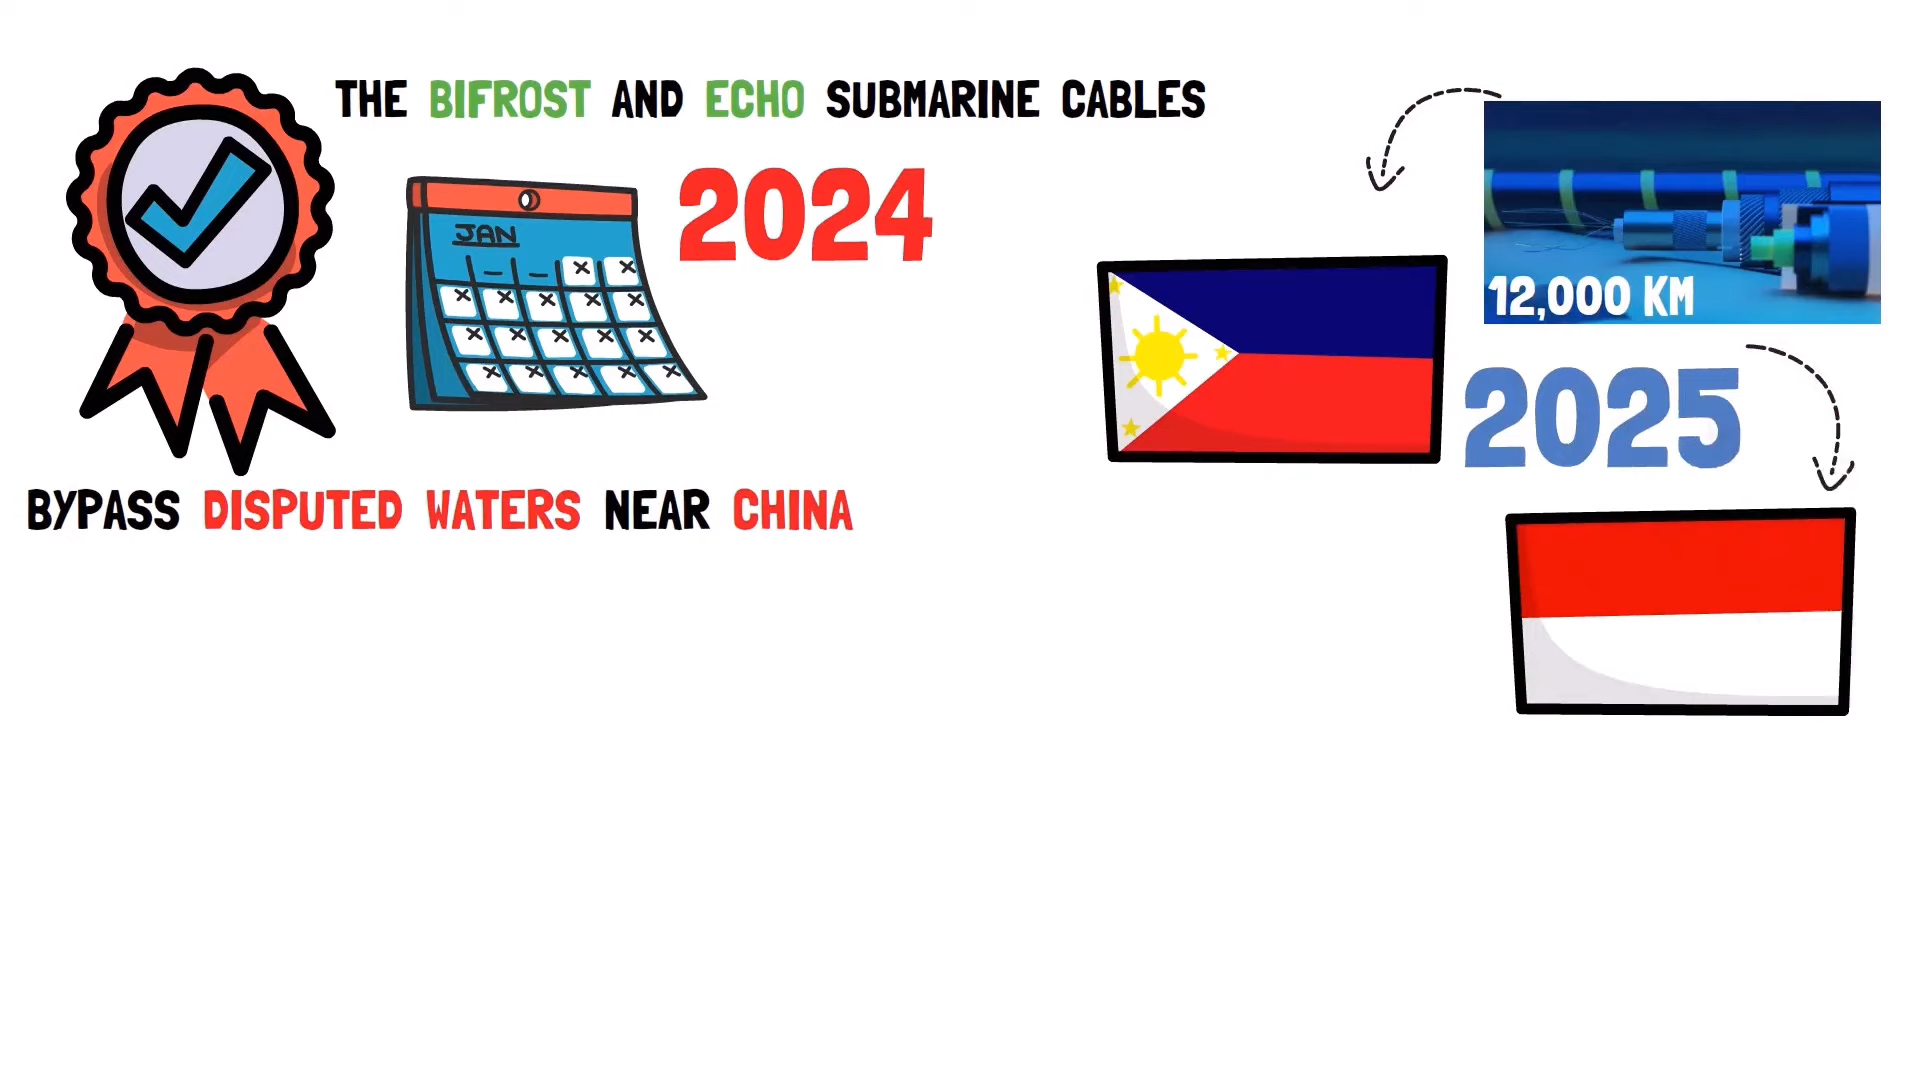 THE BIFROST AND ECHO SUBMARINE CABLES
2024
JAN
12,000 KM
2025
BYPASS DISPUTED WATERS NEAR CHINA